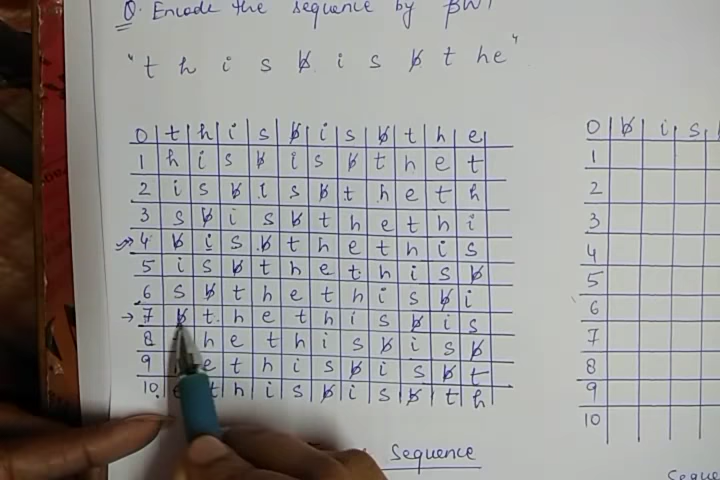 Q. Encode the sequence by BWT
"t h i s b̸ i s b̸ t he"
0 t h i s b̸ i s b̸ t h e
1 h i s b̸ i s b̸ t h e t
2 i s b̸ i s b̸ t h e t h
3 s b̸ i s b̸ t h e t h i
4 b̸ i s b̸ t h e t h i s
5 i s b̸ t h e t h i s b̸
6 s b̸ t h e t h i s b̸ i
→ 7 b̸ t h e t h i s b̸ i s
8 h e t h i s b̸ i s b̸
9 e t h i s b̸ i s b̸ t
10 t h i s b̸ i s b̸ t h
0 b̸ i s
1
2
3
4
5
6
7
8
9
10
Sequence